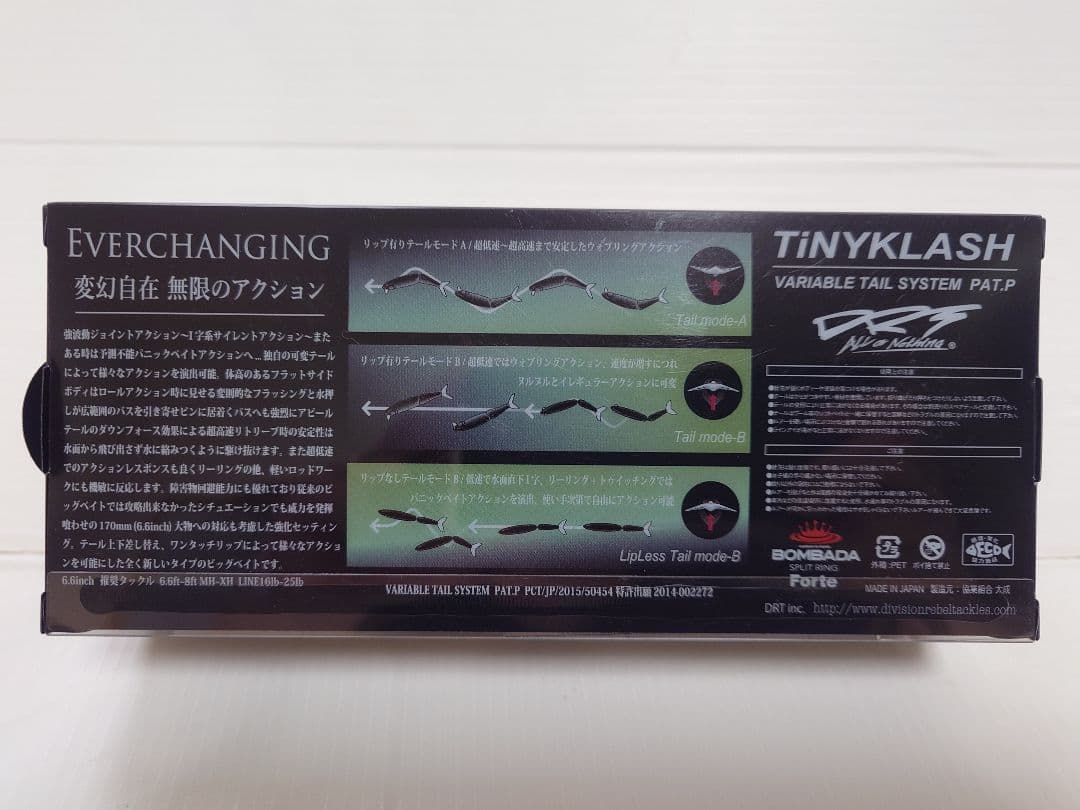 EVERCHANGING
変幻自在 無限のアクション
強波動ジョイントアクション〜I字系サイレントアクション〜また
ある時は予測不能パニックベイトアクションへ…独自の可変テール
によって様々なアクションを演出可能。体高のあるフラットサイド
ボディはロールアクション時に見せる変則的なフラッシングと水押
しが広範囲のバスを引き寄せピンに居着くバスへも強烈にアピール
テールのダウンフォース効果による超高速リトリーブ時の安定性は
水面から飛び出さず水に絡みつくように駆け抜けます。また超低速
でのアクションレスポンスも良くリーリングの他、軽いロッドワー
クにも機敏に反応します。障害物回避能力にも優れており従来のビ
ッグベイトでは攻略出来なかったシチュエーションでも威力を発揮
喰わせの170mm(6.6inch)大物への対応も考慮した強化セッティン
グ。テール上下差し替え、ワンタッチリップによって様々なアクショ
ンを可能にした全く新しいタイプのビッグベイトです。
6.6inch 推奨タックル 6.6ft-8ft MH-XH LINE16lb-25lb
リップ有りテールモードA/超低速〜超高速まで安定したウォブリングアクション
Tail mode-A
リップ有りテールモードB/超低速ではウォブリングアクション、速度が増すにつれ
ヌルヌルとイレギュラーアクションに可変
Tail mode-B
リップなしテールモードB/低速で水面直下I字、リーリング+トゥイッチングでは
パニックベイトアクションを演出、使い手次第で自由にアクション可能
LipLess Tail mode-B
VARIABLE TAIL SYSTEM PAT.P PCT/JP/2015/50454 特許出願 2014-002272
TiNYKLASH
VARIABLE TAIL SYSTEM PAT.P
DRT
ALL or Nothing ®
使用上の注意
ご注意
BOMBADA
SPLIT RING
Forte
プラ
外箱:PET
ポイ捨て禁止
FECO
MADE IN JAPAN 製造元:協業組合 大成
DRT inc. http://www.divisionrebeltackles.com